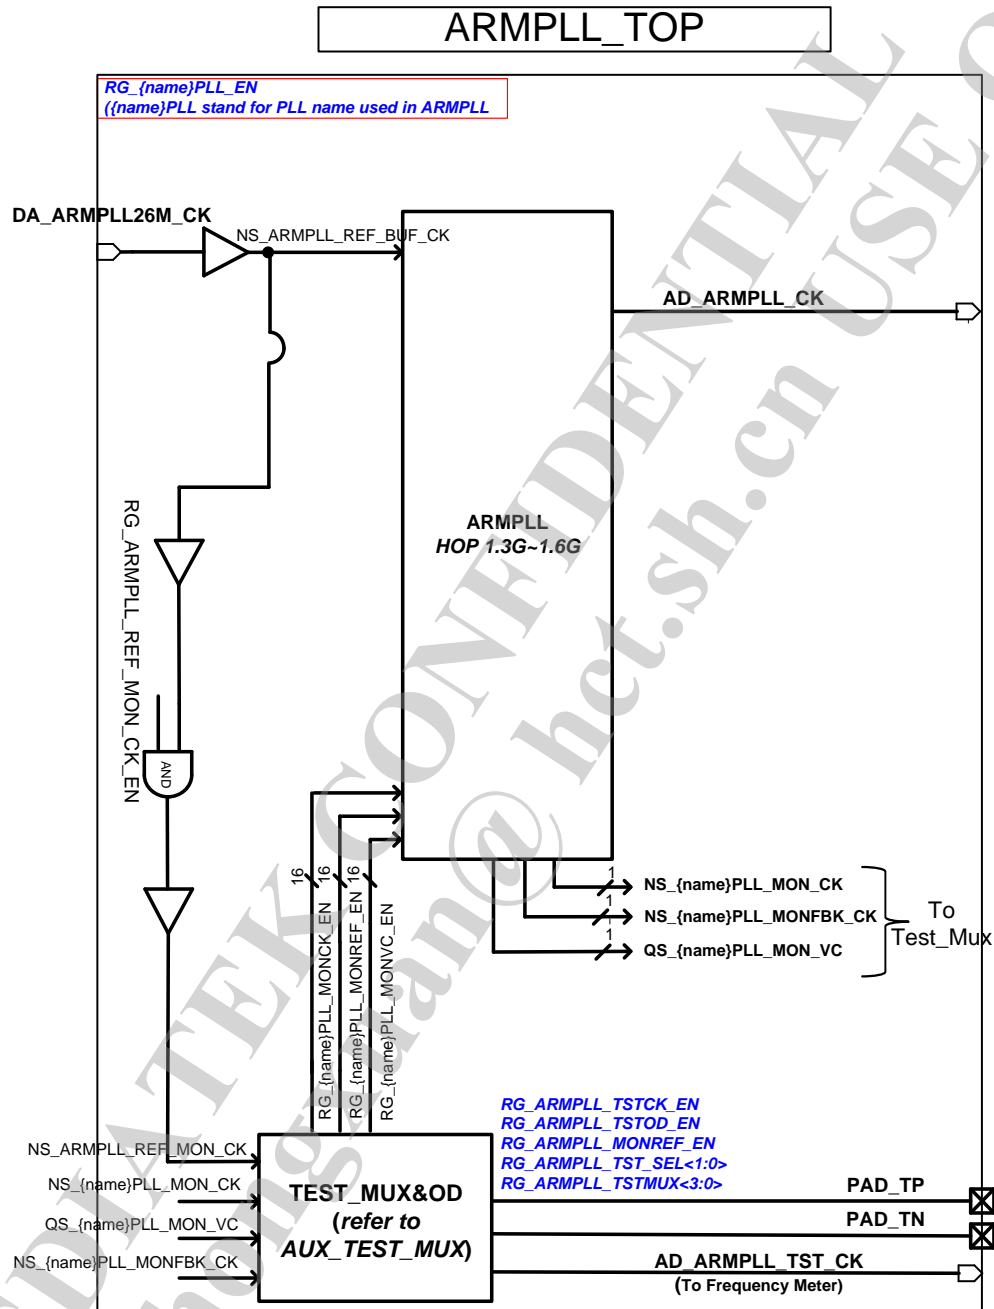 ARMPLL_TOP
RG_{name}PLL_EN
({name}PLL stand for PLL name used in ARMPLL
DA_ARMPLL26M_CK
NS_ARMPLL_REF_BUF_CK
AD_ARMPLL_CK
ARMPLL
HOP 1.3G~1.6G
RG_ARMPLL_REF_MON_CK_EN
AND
16
16
16
RG_{name}PLL_MONCK_EN
RG_{name}PLL_MONREF_EN
RG_{name}PLL_MONVC_EN
1
NS_{name}PLL_MON_CK
1
NS_{name}PLL_MONFBK_CK
1
QS_{name}PLL_MON_VC
To
Test_Mux
RG_ARMPLL_TSTCK_EN
RG_ARMPLL_TSTOD_EN
RG_ARMPLL_MONREF_EN
RG_ARMPLL_TST_SEL<1:0>
RG_ARMPLL_TSTMUX<3:0>
NS_ARMPLL_REF_MON_CK
NS_{name}PLL_MON_CK
QS_{name}PLL_MON_VC
NS_{name}PLL_MONFBK_CK
TEST_MUX&OD
(refer to
AUX_TEST_MUX)
PAD_TP
PAD_TN
AD_ARMPLL_TST_CK
(To Frequency Meter)